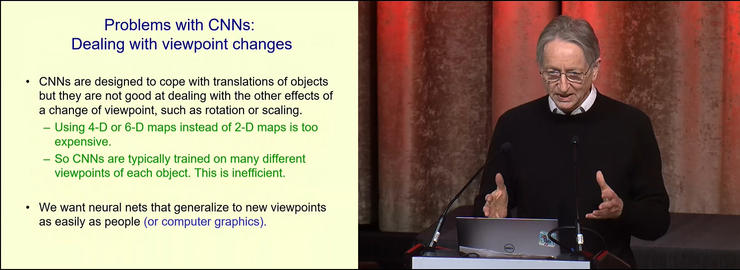 Problems with CNNs:
Dealing with viewpoint changes
• CNNs are designed to cope with translations of objects
but they are not good at dealing with the other effects of
a change of viewpoint, such as rotation or scaling.
– Using 4-D or 6-D maps instead of 2-D maps is too
expensive.
– So CNNs are typically trained on many different
viewpoints of each object. This is inefficient.
• We want neural nets that generalize to new viewpoints
as easily as people (or computer graphics).
DELL